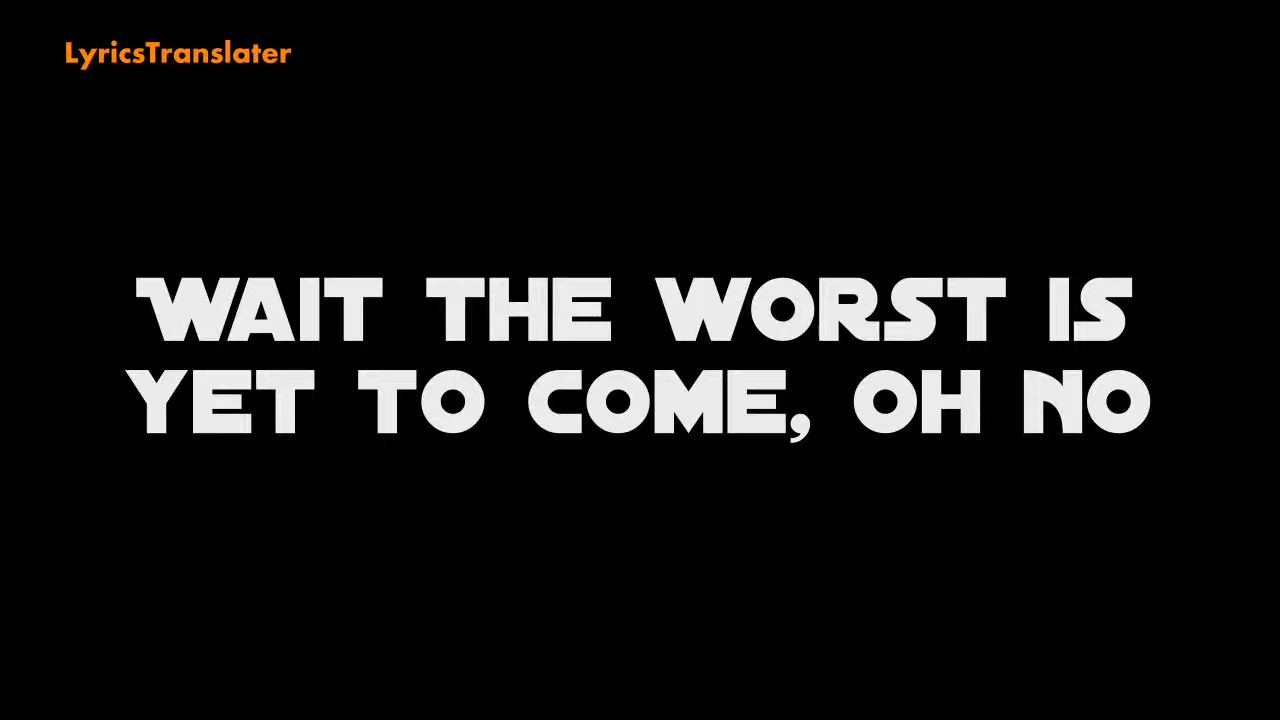 LyricsTranslater
WAIT THE WORST IS
YET TO COME, OH NO